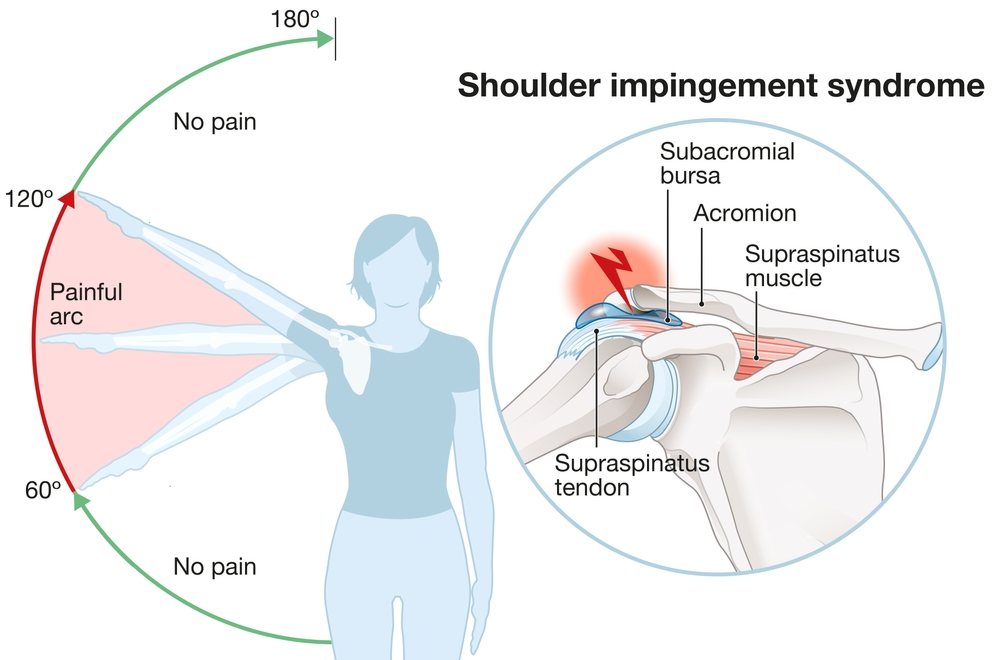 180º
Shoulder impingement syndrome
No pain
120º
Painful
arc
60º
No pain
Subacromial
bursa
Acromion
Supraspinatus
muscle
Supraspinatus
tendon